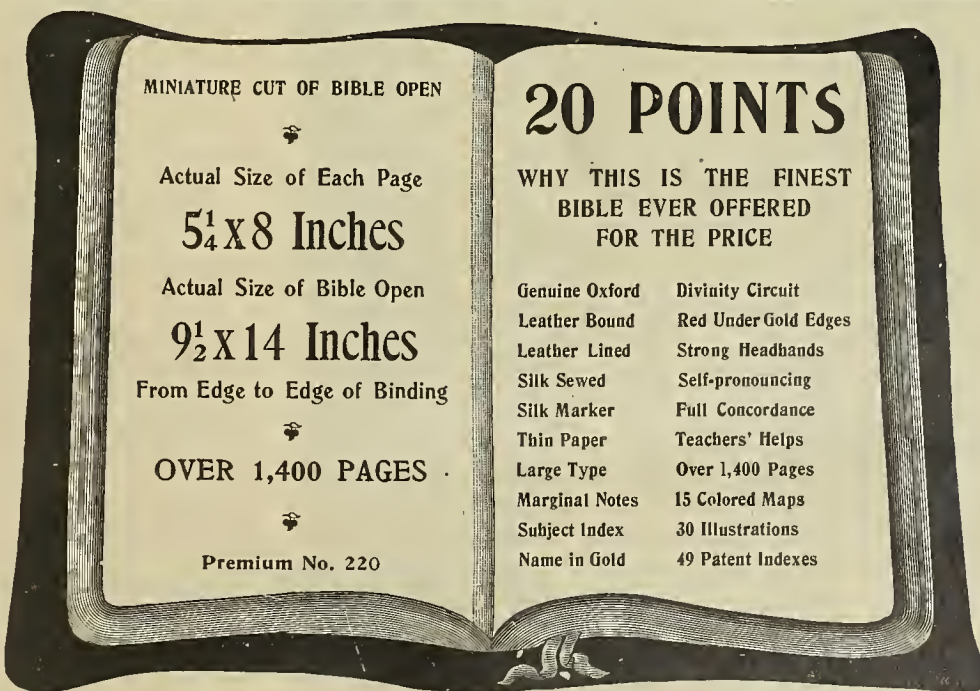 MINIATURE CUT OF BIBLE OPEN
Actual Size of Each Page
5¼ x 8 Inches
Actual Size of Bible Open
9½ x 14 Inches
From Edge to Edge of Binding
OVER 1,400 PAGES
Premium No. 220
20 POINTS
WHY THIS IS THE FINEST
BIBLE EVER OFFERED
FOR THE PRICE
Genuine Oxford
Leather Bound
Leather Lined
Silk Sewed
Silk Marker
Thin Paper
Large Type
Marginal Notes
Subject Index
Name in Gold
Divinity Circuit
Red Under Gold Edges
Strong Headbands
Self-pronouncing
Full Concordance
Teachers' Helps
Over 1,400 Pages
15 Colored Maps
30 Illustrations
49 Patent Indexes